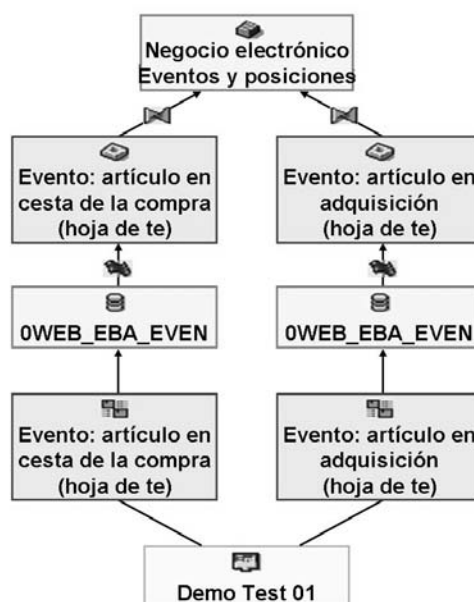 Negocio electrónico
Eventos y posiciones
Evento: artículo en
cesta de la compra
(hoja de te)
Evento: artículo en
adquisición
(hoja de te)
0WEB_EBA_EVEN
0WEB_EBA_EVEN
Evento: artículo en
cesta de la compra
(hoja de te)
Evento: artículo en
adquisición
(hoja de te)
Demo Test 01